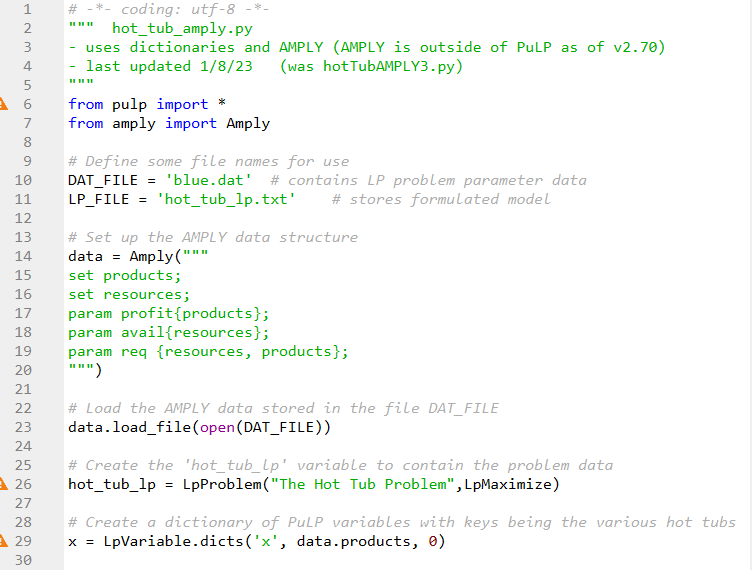 1 # -*- coding: utf-8 -*-
2 """  hot_tub_amply.py
3 - uses dictionaries and AMPLY (AMPLY is outside of PuLP as of v2.70)
4 - last updated 1/8/23   (was hotTubAMPLY3.py)
5 """
6 from pulp import *
7 from amply import Amply
8
9 # Define some file names for use
10 DAT_FILE = 'blue.dat'  # contains LP problem parameter data
11 LP_FILE = 'hot_tub_lp.txt'    # stores formulated model
12
13 # Set up the AMPLY data structure
14 data = Amply("""
15 set products;
16 set resources;
17 param profit{products};
18 param avail{resources};
19 param req {resources, products};
20 """)
21
22 # Load the AMPLY data stored in the file DAT_FILE
23 data.load_file(open(DAT_FILE))
24
25 # Create the 'hot_tub_lp' variable to contain the problem data
26 hot_tub_lp = LpProblem("The Hot Tub Problem",LpMaximize)
27
28 # Create a dictionary of PuLP variables with keys being the various hot tubs
29 x = LpVariable.dicts('x', data.products, 0)
30